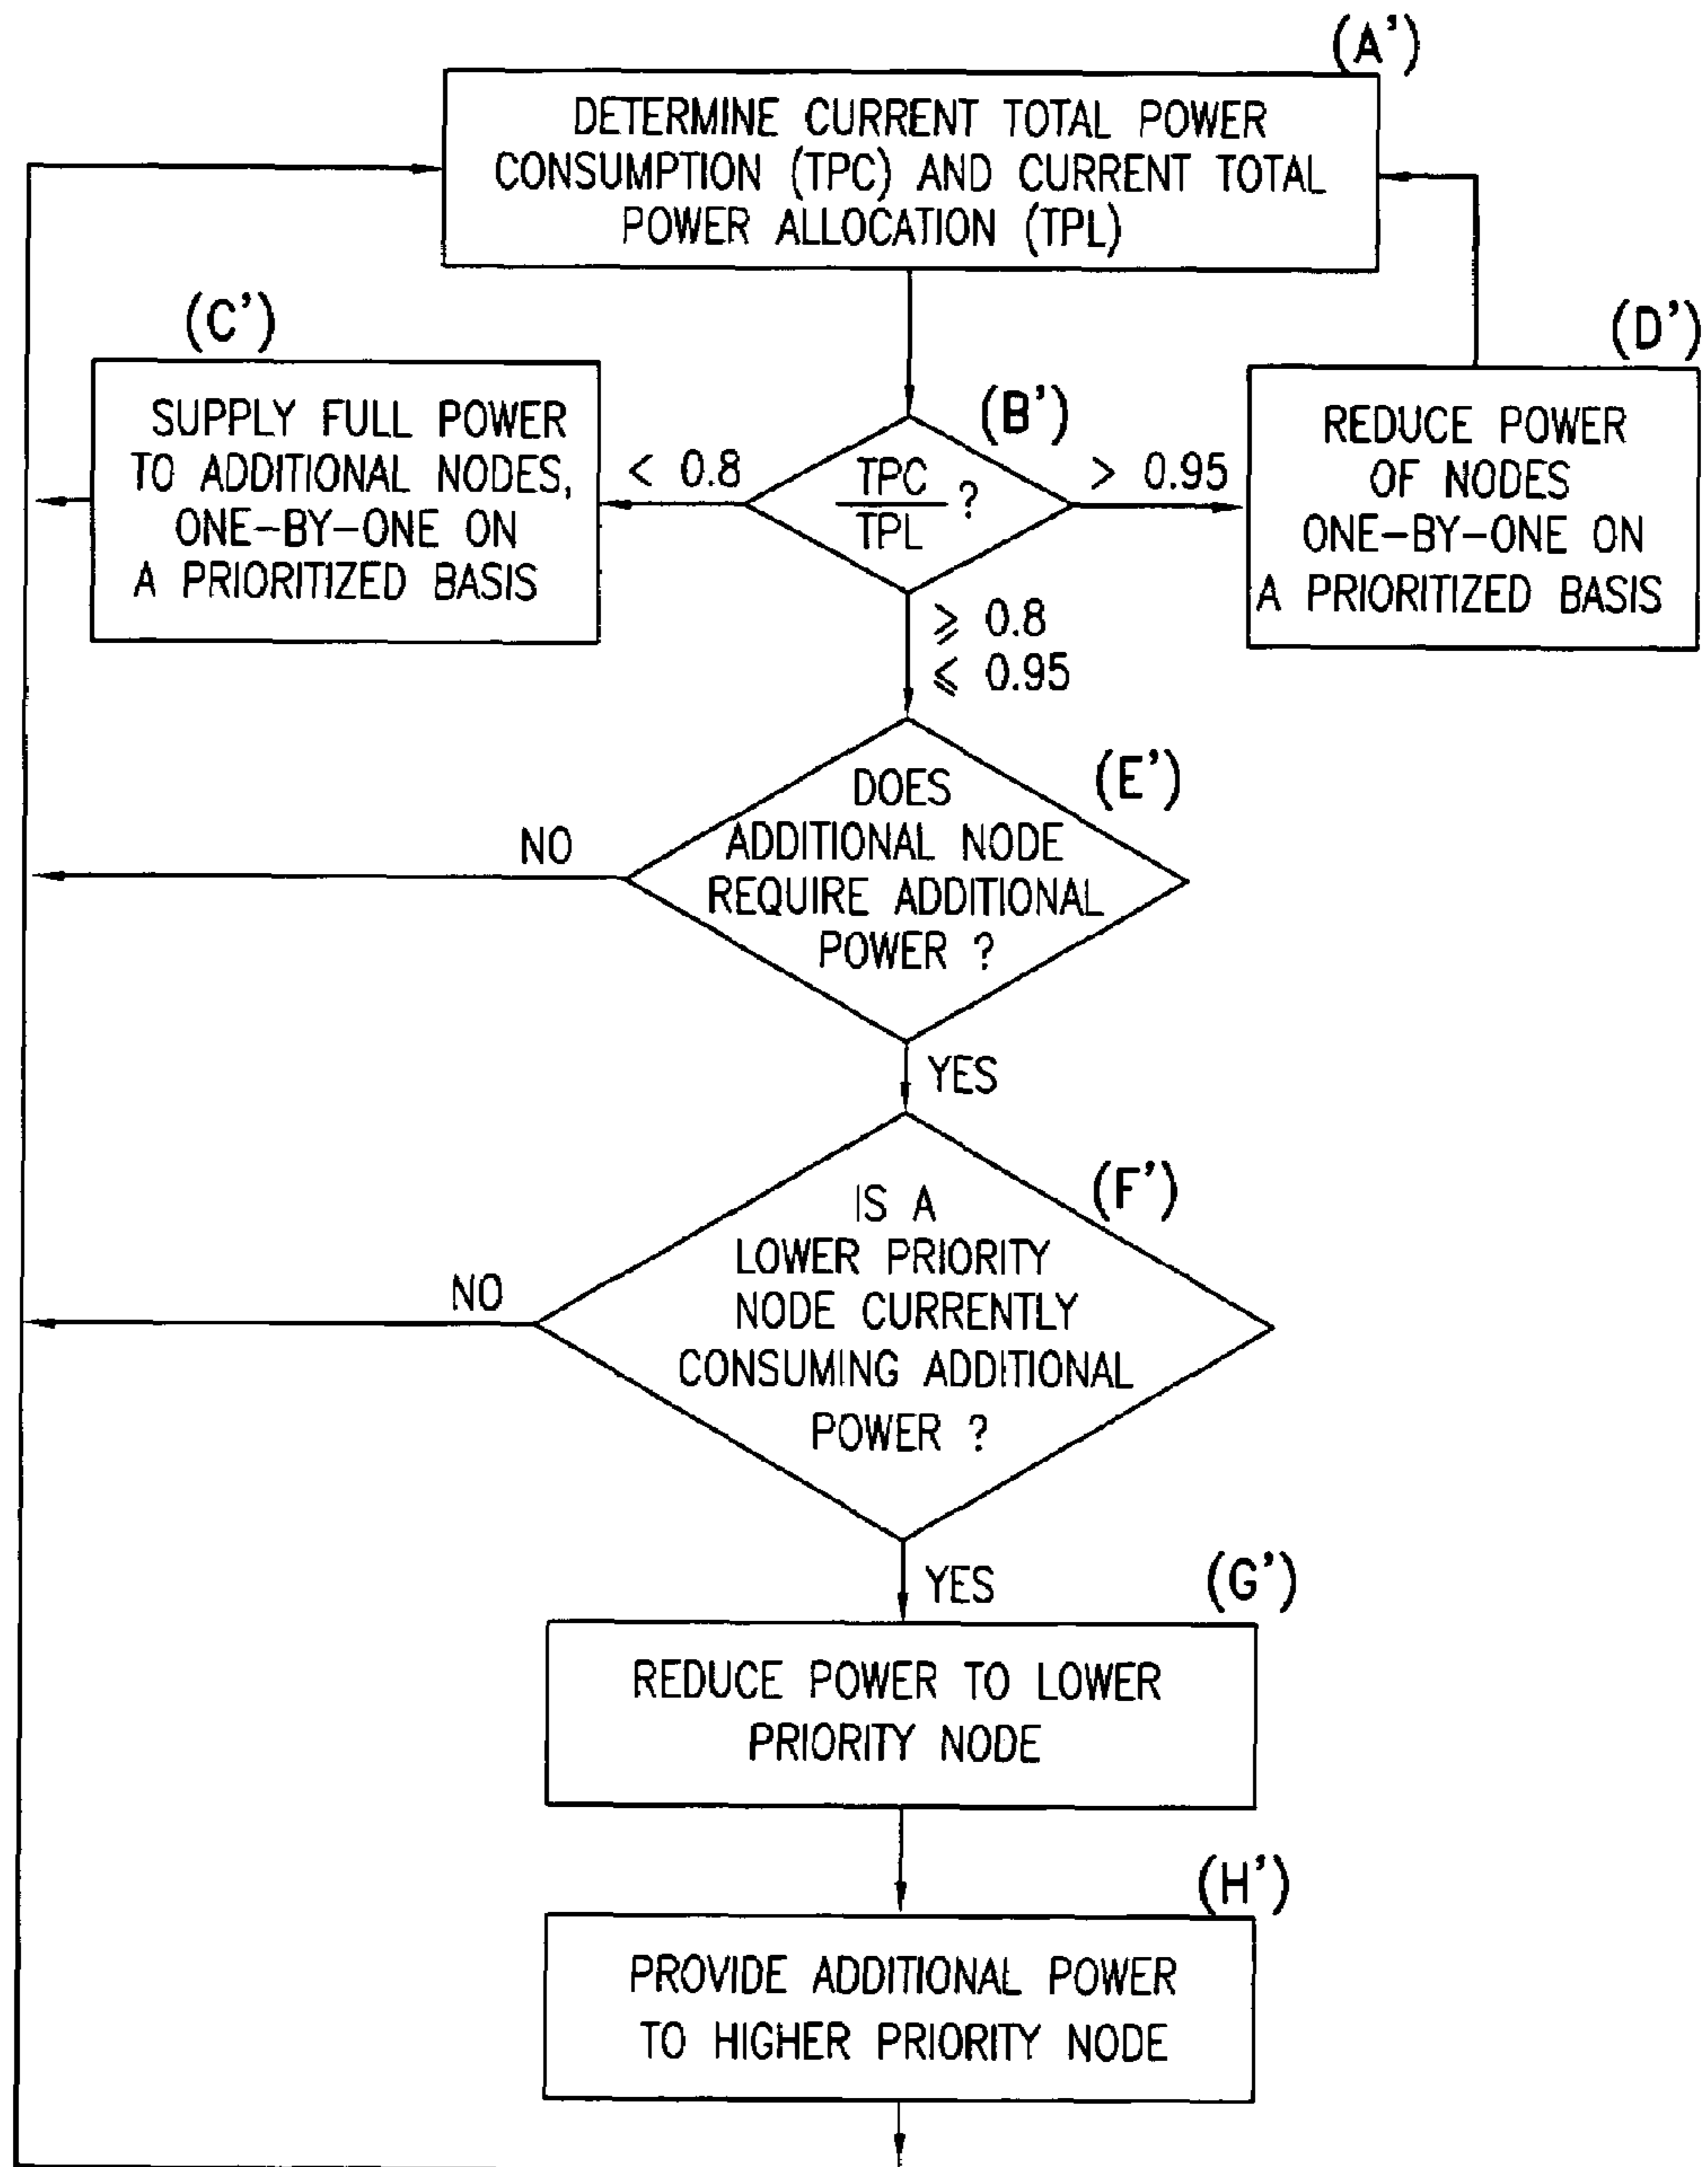 (A')
DETERMINE CURRENT TOTAL POWER
CONSUMPTION (TPC) AND CURRENT TOTAL
POWER ALLOCATION (TPL)
(C')
SUPPLY FULL POWER
TO ADDITIONAL NODES,
ONE-BY-ONE ON
A PRIORITIZED BASIS
< 0.8
(B')
TPC
TPL
?
> 0.95
(D')
REDUCE POWER
OF NODES
ONE-BY-ONE ON
A PRIORITIZED BASIS
⩾ 0.8
⩽ 0.95
(E')
DOES
ADDITIONAL NODE
REQUIRE ADDITIONAL
POWER ?
NO
YES
(F')
IS A
LOWER PRIORITY
NODE CURRENTLY
CONSUMING ADDITIONAL
POWER ?
NO
YES
(G')
REDUCE POWER TO LOWER
PRIORITY NODE
(H')
PROVIDE ADDITIONAL POWER
TO HIGHER PRIORITY NODE